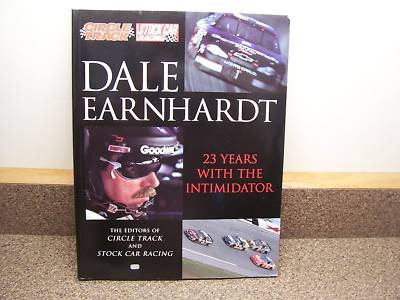 CIRCLE
TRACK
STOCK CAR
RACING
DALE
EARNHARDT
Goodwrench
23 YEARS
WITH THE
INTIMIDATOR
THE EDITORS OF
CIRCLE TRACK
AND
STOCK CAR RACING